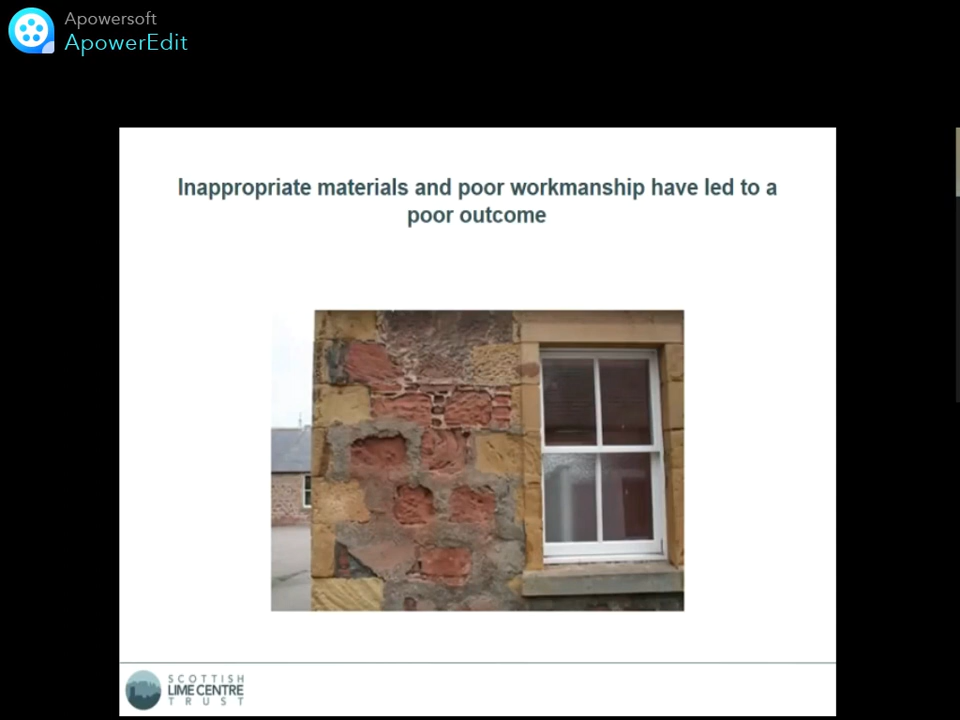 Apowersoft
ApowerEdit
Inappropriate materials and poor workmanship have led to a
poor outcome
SCOTTISH
LIME CENTRE
TRUST